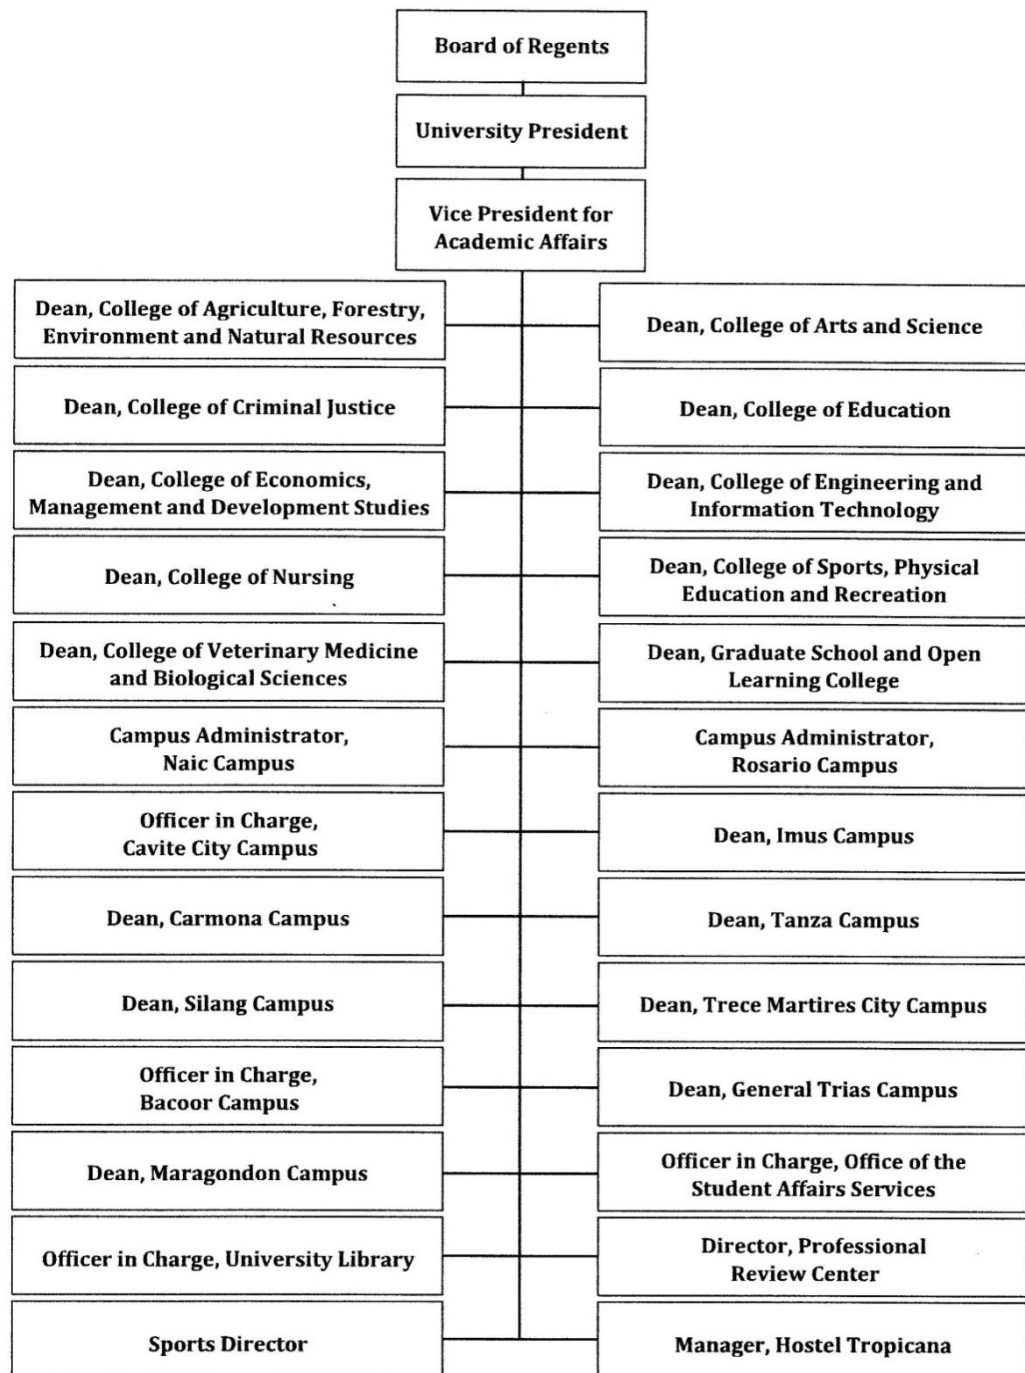 Board of Regents
University President
Vice President for
Academic Affairs
Dean, College of Agriculture, Forestry,
Environment and Natural Resources
Dean, College of Arts and Science
Dean, College of Criminal Justice
Dean, College of Education
Dean, College of Economics,
Management and Development Studies
Dean, College of Engineering and
Information Technology
Dean, College of Nursing
Dean, College of Sports, Physical
Education and Recreation
Dean, College of Veterinary Medicine
and Biological Sciences
Dean, Graduate School and Open
Learning College
Campus Administrator,
Naic Campus
Campus Administrator,
Rosario Campus
Officer in Charge,
Cavite City Campus
Dean, Imus Campus
Dean, Carmona Campus
Dean, Tanza Campus
Dean, Silang Campus
Dean, Trece Martires City Campus
Officer in Charge,
Bacoor Campus
Dean, General Trias Campus
Dean, Maragondon Campus
Officer in Charge, Office of the
Student Affairs Services
Officer in Charge, University Library
Director, Professional
Review Center
Sports Director
Manager, Hostel Tropicana